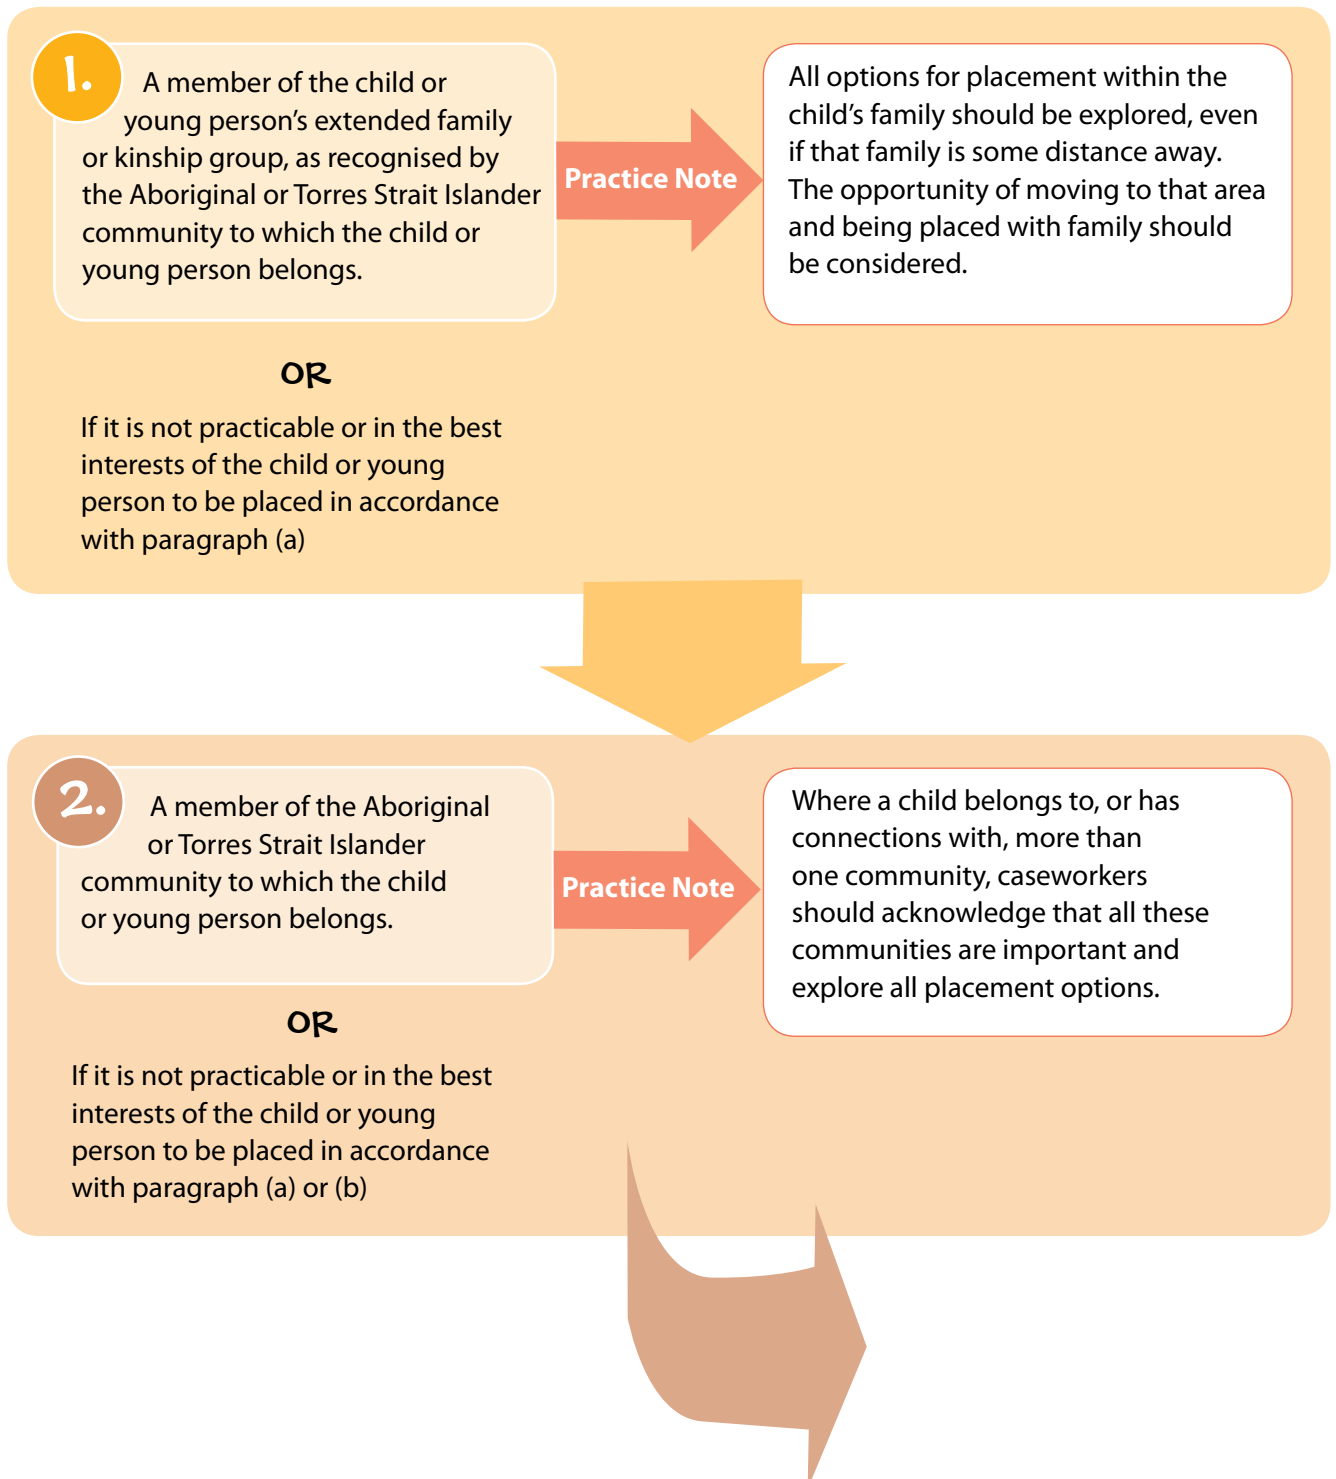 1.
A member of the child or
young person’s extended family
or kinship group, as recognised by
the Aboriginal or Torres Strait Islander
community to which the child or
young person belongs.
Practice Note
All options for placement within the
child’s family should be explored, even
if that family is some distance away.
The opportunity of moving to that area
and being placed with family should
be considered.
OR
If it is not practicable or in the best
interests of the child or young
person to be placed in accordance
with paragraph (a)
2.
A member of the Aboriginal
or Torres Strait Islander
community to which the child
or young person belongs.
Practice Note
Where a child belongs to, or has
connections with, more than
one community, caseworkers
should acknowledge that all these
communities are important and
explore all placement options.
OR
If it is not practicable or in the best
interests of the child or young
person to be placed in accordance
with paragraph (a) or (b)